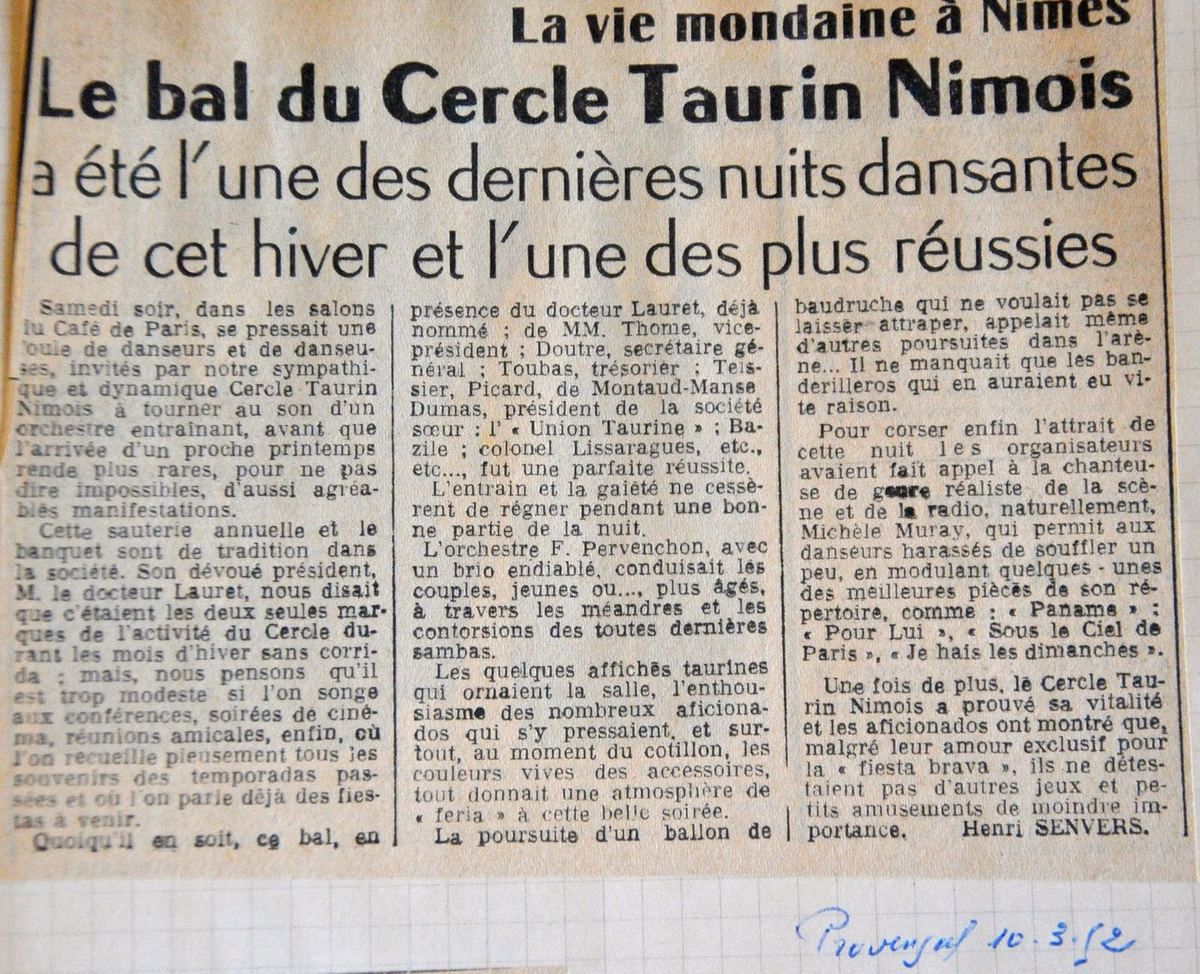 La vie mondaine à Nimes
Le bal du Cercle Taurin Nimois
a été l'une des dernières nuits dansantes
de cet hiver et l'une des plus réussies
Samedi soir, dans les salons
du Café de Paris, se pressait une
foule de danseurs et de danseu-
ses, invités par notre sympathi-
que et dynamique Cercle Taurin
Nimois à tourner au son d'un
orchestre entraînant, avant que
l'arrivée d'un proche printemps
rende plus rares, pour ne pas
dire impossibles, d'aussi agréa-
bles manifestations.
Cette sauterie annuelle et le
banquet sont de tradition dans
la société. Son dévoué président,
M. le docteur Lauret, nous disait
que c'étaient les deux seules mar-
ques de l'activité du Cercle du-
rant les mois d'hiver sans corri-
da ; mais, nous pensons qu'il
est trop modeste si l'on songe
aux conférences, soirées de ciné-
ma, réunions amicales, enfin, où
l'on recueille pieusement tous les
souvenirs des temporadas pas-
sées et où l'on parle déjà des fies-
tas à venir.
Quoiqu'il en soit, ce bal, en
présence du docteur Lauret, déjà
nommé ; de MM. Thome, vice-
président ; Doutre, secrétaire gé-
néral ; Toubas, trésorier ; Teis-
sier, Picard, de Montaud-Manse
Dumas, président de la société
sœur : l' « Union Taurine » ; Ba-
zile ; colonel Lissaragues, etc.,
etc..., fut une parfaite réussite.
L'entrain et la gaiété ne cessè-
rent de régner pendant une bon-
ne partie de la nuit.
L'orchestre F. Pervenchon, avec
un brio endiablé, conduisait les
couples, jeunes ou..., plus âgés,
à travers les méandres et les
contorsions des toutes dernières
sambas.
Les quelques affichés taurines
qui ornaient la salle, l'enthou-
siasme des nombreux aficiona-
dos qui s'y pressaient, et sur-
tout, au moment du cotillon, les
couleurs vives des accessoires,
tout donnait une atmosphère de
« feria » à cette belle soirée.
La poursuite d'un ballon de
baudruche qui ne voulait pas se
laisser attraper, appelait même
d'autres poursuites dans l'arè-
ne... Il ne manquait que les ban-
derilleros qui en auraient eu vi-
te raison.
Pour corser enfin l'attrait de
cette nuit les organisateurs
avaient fait appel à la chanteu-
se de genre réaliste de la scè-
ne et de la radio, naturellement,
Michèle Muray, qui permit aux
danseurs harassés de souffler un
peu, en modulant quelques - unes
des meilleures pièces de son ré-
pertoire, comme : « Paname » ;
« Pour Lui », « Sous le Ciel de
Paris », « Je hais les dimanches ».
Une fois de plus, le Cercle Tau-
rin Nimois a prouvé sa vitalité
et les aficionados ont montré que,
malgré leur amour exclusif pour
la « fiesta brava », ils ne détes-
taient pas d'autres jeux et pe-
tits amusements de moindre im-
portance. Henri SENVERS.
Provençal 10.3.52